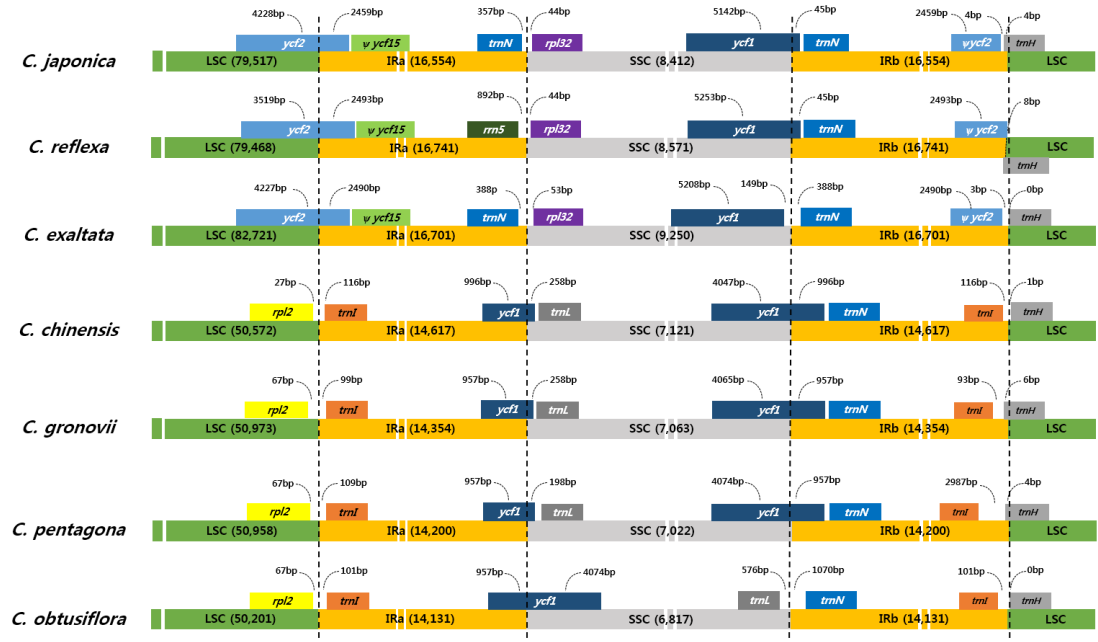 4228bp 2459bp 357bp 44bp 5142bp 45bp 2459bp 4bp 4bp
ycf2 ψ ycf15 trnN rpl32 ycf1 trnN ψycf2 trnH
C. japonica LSC (79,517) IRa (16,554) SSC (8,412) IRb (16,554) LSC
3519bp 2493bp 892bp 44bp 5253bp 45bp 2493bp 8bp
ycf2 ψ ycf15 rrn5 rpl32 ycf1 trnN ψ ycf2
C. reflexa LSC (79,468) IRa (16,741) SSC (8,571) IRb (16,741) LSC
trnH
4227bp 2490bp 388p 53bp 5208bp 149bp 388bp 2490bp 3bp 0bp
ycf2 ψ ycf15 trnN rpl32 ycf1 trnN ψ ycf2 trnH
C. exaltata LSC (82,721) IRa (16,701) SSC (9,250) IRb (16,701) LSC
27bp 116bp 996bp 258bp 4047bp 996bp 116bp 1bp
rpl2 trnI ycf1 trnL ycf1 trnN trnI trnH
C. chinensis LSC (50,572) IRa (14,617) SSC (7,121) IRb (14,617) LSC
67bp 99bp 957bp 258bp 4065bp 957bp 93bp 6bp
rpl2 trnI ycf1 trnL ycf1 trnN trnI trnH
C. gronovii LSC (50,973) IRa (14,354) SSC (7,063) IRb (14,354) LSC
67bp 109bp 957bp 198bp 4074bp 957bp 2987bp 4bp
rpl2 trnI ycf1 trnL ycf1 trnN trnI trnH
C. pentagona LSC (50,958) IRa (14,200) SSC (7,022) IRb (14,200) LSC
67bp 101bp 957bp 4074bp 576bp 1070bp 101bp 0bp
rpl2 trnI ycf1 trnL trnN trnI trnH
C. obtusiflora LSC (50,201) IRa (14,131) SSC (6,817) IRb (14,131) LSC